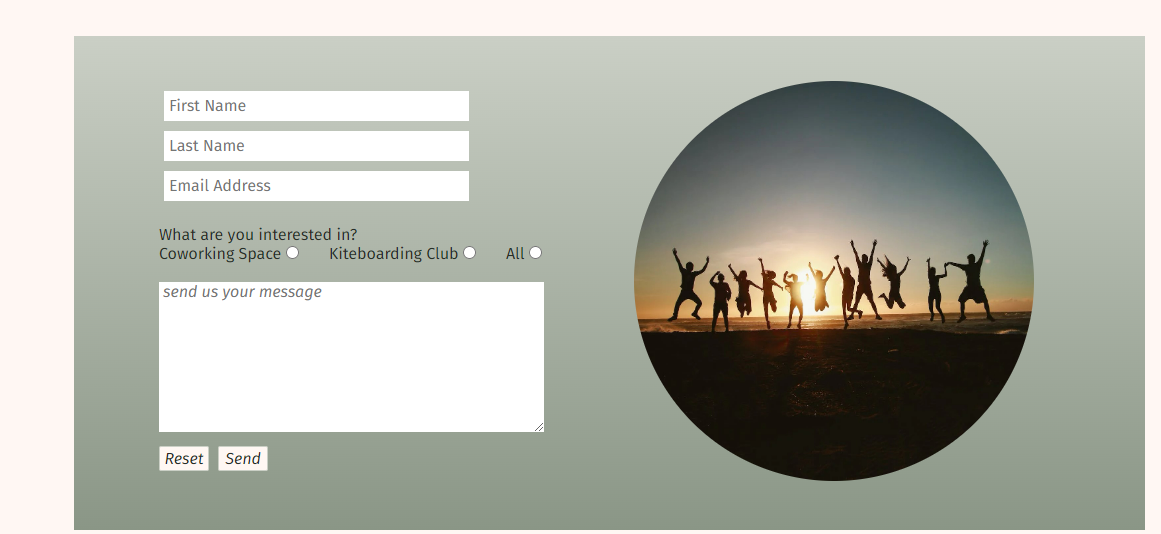 First Name
Last Name
Email Address
What are you interested in?
Coworking Space Kiteboarding Club All
send us your message
Reset Send